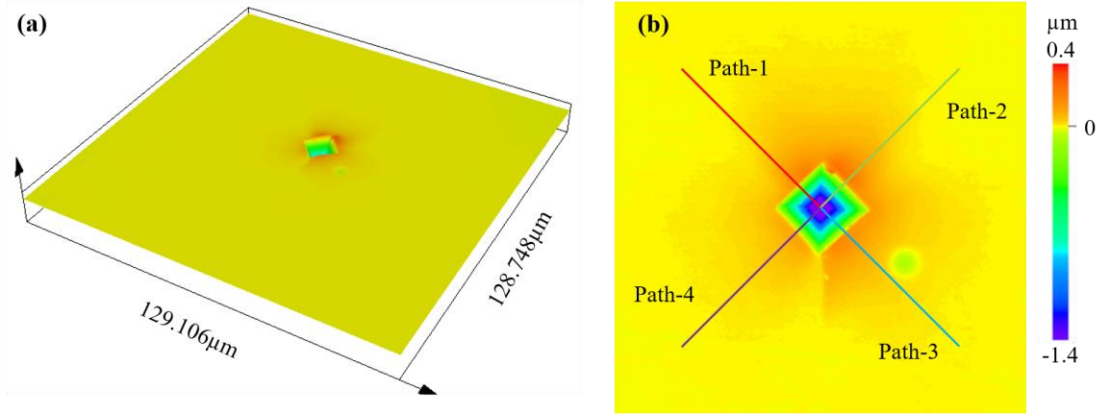 (a)
129.106µm
128.748µm
(b)
Path-1
Path-2
Path-3
Path-4
µm
0.4
0
-1.4